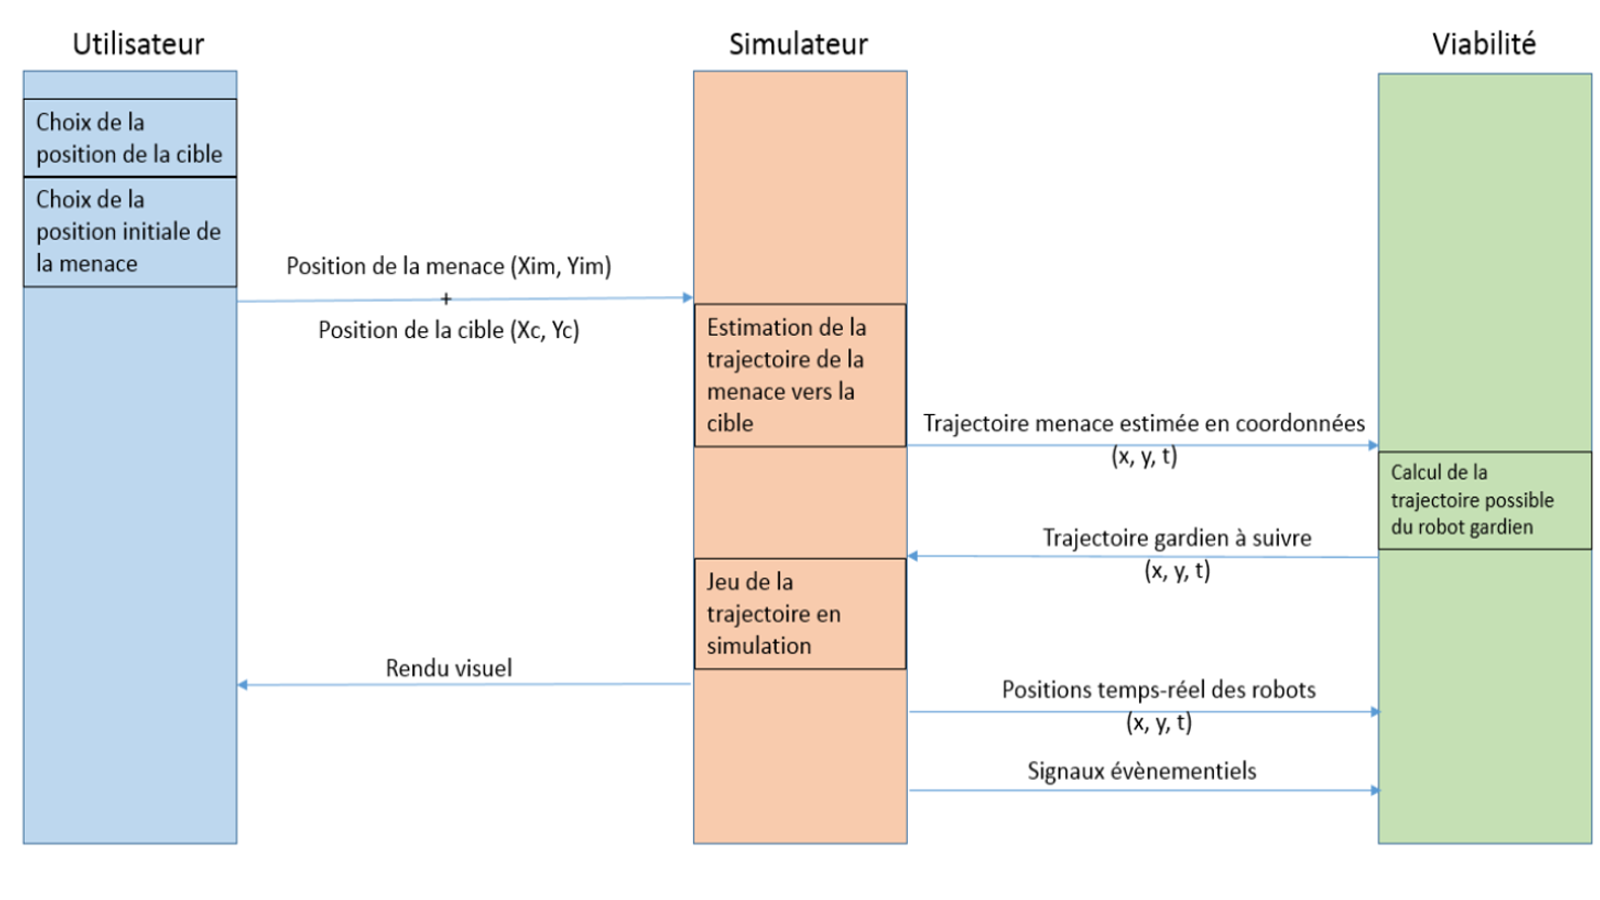 Utilisateur
Simulateur
Viabilité
Choix de la
position de la cible
Choix de la
position initiale de
la menace
Position de la menace (Xim, Yim)
+
Position de la cible (Xc, Yc)
Estimation de la
trajectoire de la
menace vers la
cible
Trajectoire menace estimée en coordonnées
(x, y, t)
Calcul de la
trajectoire possible
du robot gardien
Trajectoire gardien à suivre
(x, y, t)
Jeu de la
trajectoire en
simulation
Rendu visuel
Positions temps-réel des robots
(x, y, t)
Signaux évènementiels